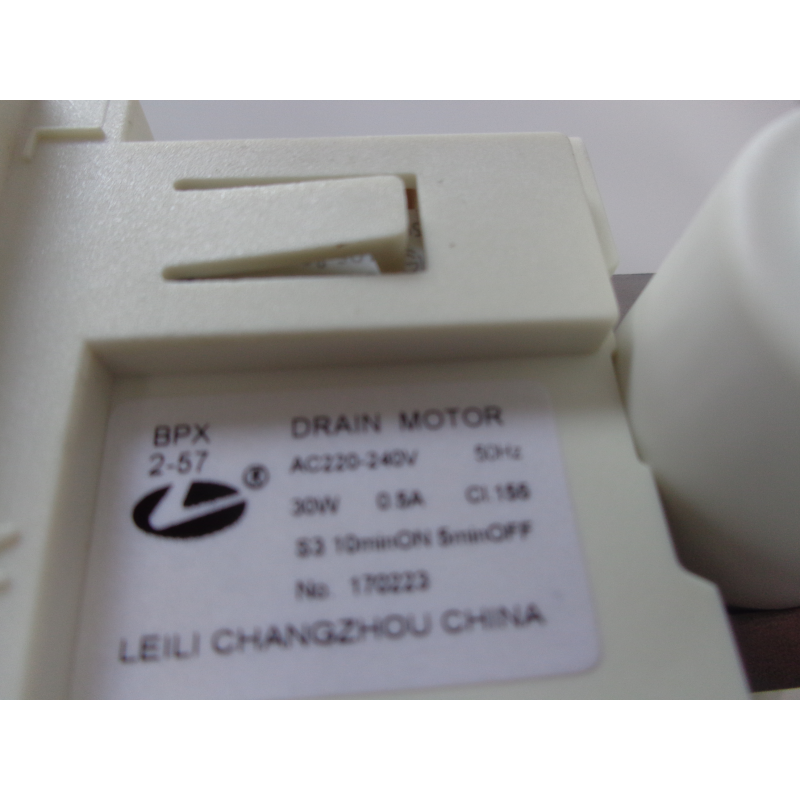 BPX
2-57
®
DRAIN MOTOR
AC220-240V 50Hz
30W 0.5A Cl.155
S3 10minON 5minOFF
No. 170223
LEILI CHANGZHOU CHINA